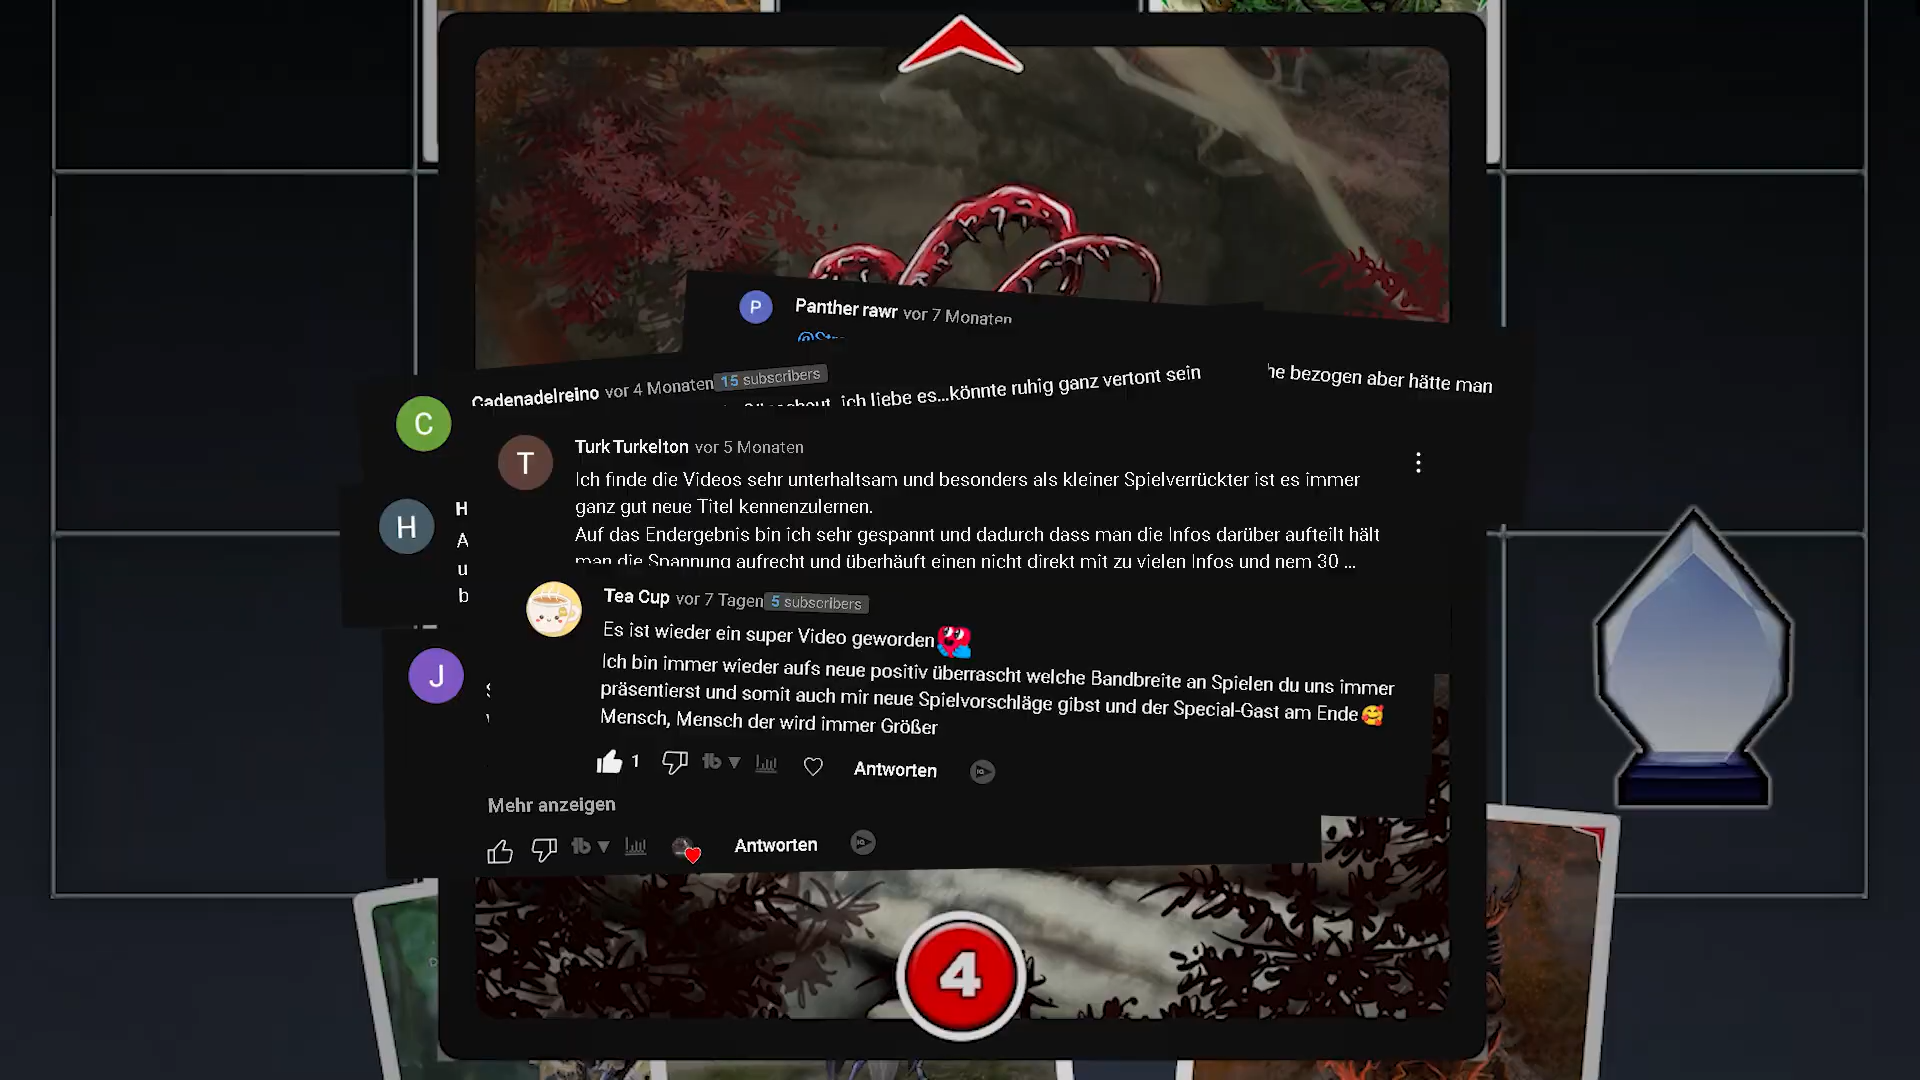 P
Panther rawr vor 7 Monaten
he bezogen aber hätte man
C
Cadenadelreino vor 4 Monaten 15 subscribers
ich liebe es...könnte ruhig ganz vertont sein
T
Turk Turkelton vor 5 Monaten
Ich finde die Videos sehr unterhaltsam und besonders als kleiner Spielverrückter ist es immer
ganz gut neue Titel kennenzulernen.
Auf das Endergebnis bin ich sehr gespannt und dadurch dass man die Infos darüber aufteilt hält
man die Spannung aufrecht und überhäuft einen nicht direkt mit zu vielen Infos und nem 30 ...
H
H
A
u
b
Tea Cup vor 7 Tagen 5 subscribers
Es ist wieder ein super Video geworden
Ich bin immer wieder aufs neue positiv überrascht welche Bandbreite an Spielen du uns immer
präsentierst und somit auch mir neue Spielvorschläge gibst und der Special-Gast am Ende🥰
Mensch, Mensch der wird immer Größer
1
Antworten
J
Mehr anzeigen
Antworten
4